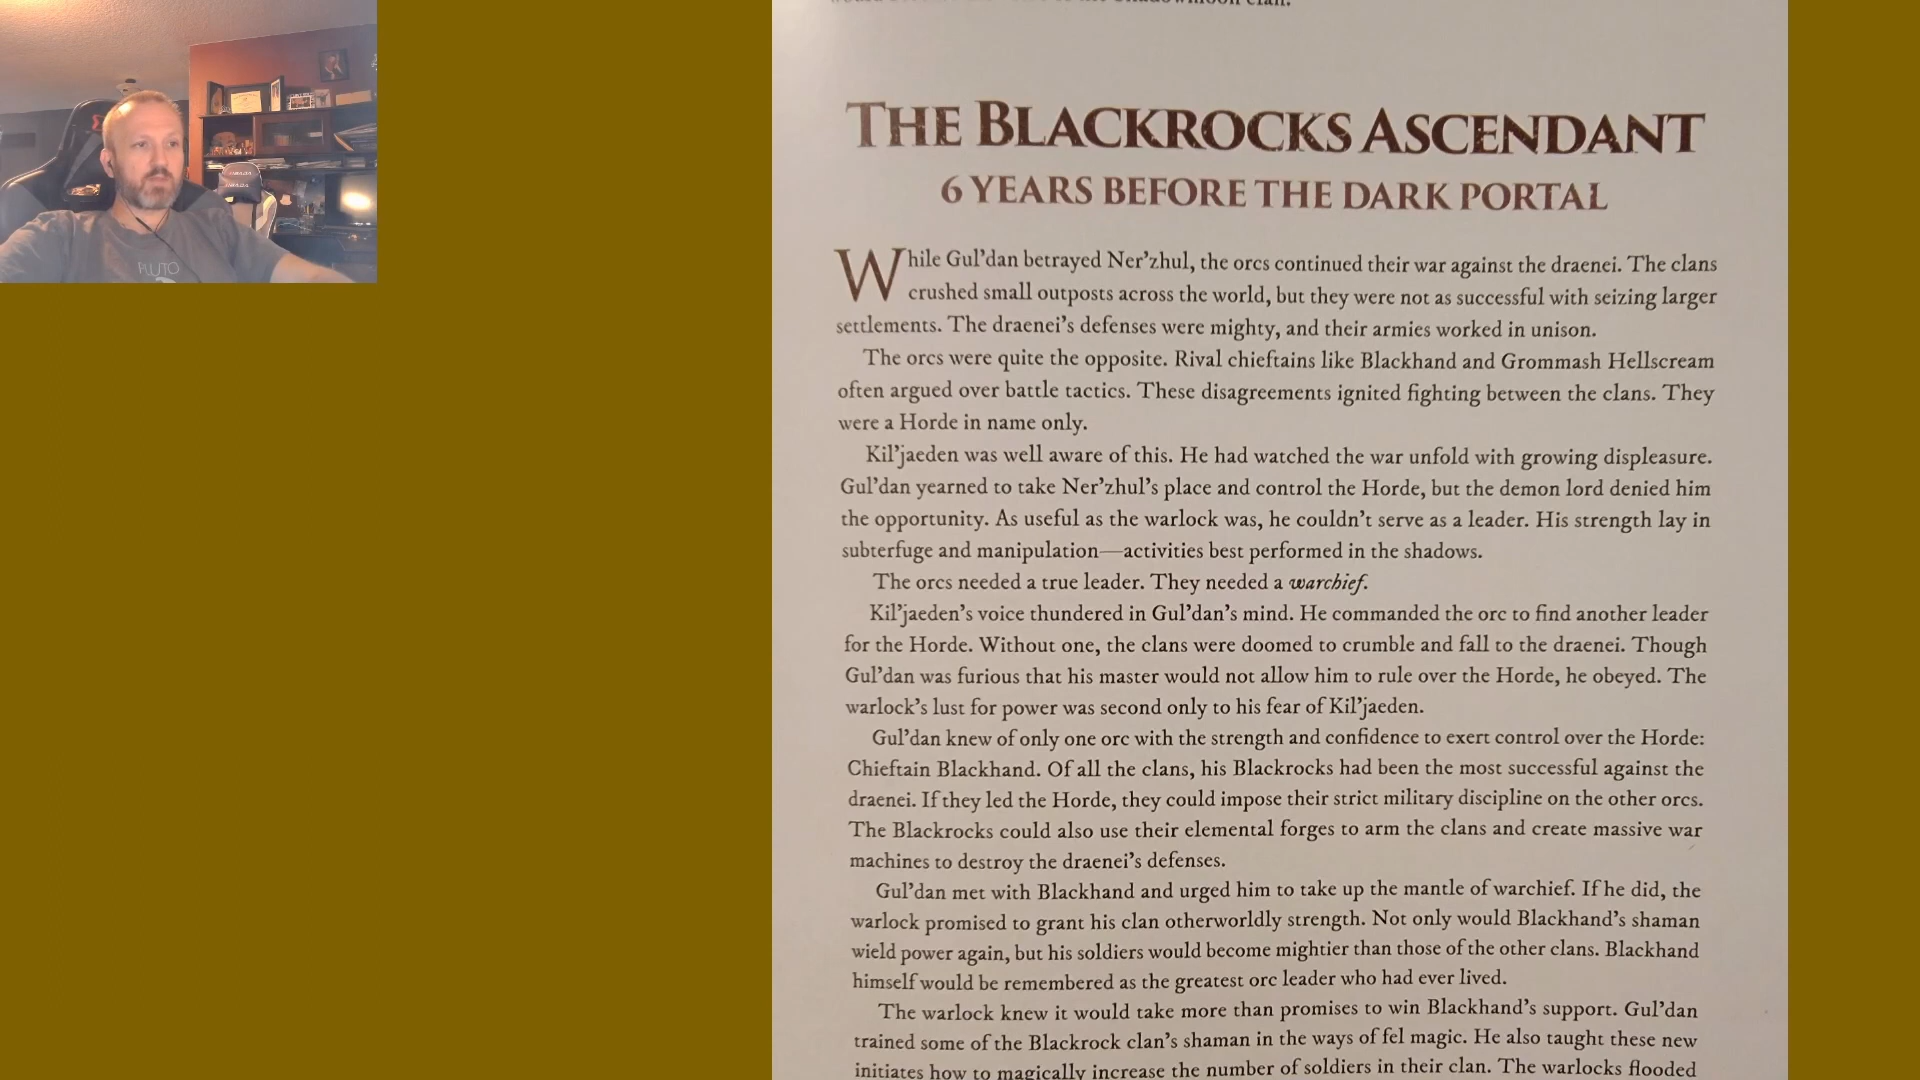 PLUTO
THE BLACKROCKS ASCENDANT
6 YEARS BEFORE THE DARK PORTAL
While Gul'dan betrayed Ner'zhul, the orcs continued their war against the draenei. The clans
crushed small outposts across the world, but they were not as successful with seizing larger
settlements. The draenei's defenses were mighty, and their armies worked in unison.
The orcs were quite the opposite. Rival chieftains like Blackhand and Grommash Hellscream
often argued over battle tactics. These disagreements ignited fighting between the clans. They
were a Horde in name only.
Kil'jaeden was well aware of this. He had watched the war unfold with growing displeasure.
Gul'dan yearned to take Ner'zhul's place and control the Horde, but the demon lord denied him
the opportunity. As useful as the warlock was, he couldn't serve as a leader. His strength lay in
subterfuge and manipulation—activities best performed in the shadows.
The orcs needed a true leader. They needed a warchief.
Kil'jaeden's voice thundered in Gul'dan's mind. He commanded the orc to find another leader
for the Horde. Without one, the clans were doomed to crumble and fall to the draenei. Though
Gul'dan was furious that his master would not allow him to rule over the Horde, he obeyed. The
warlock's lust for power was second only to his fear of Kil'jaeden.
Gul'dan knew of only one orc with the strength and confidence to exert control over the Horde:
Chieftain Blackhand. Of all the clans, his Blackrocks had been the most successful against the
draenei. If they led the Horde, they could impose their strict military discipline on the other orcs.
The Blackrocks could also use their elemental forges to arm the clans and create massive war
machines to destroy the draenei's defenses.
Gul'dan met with Blackhand and urged him to take up the mantle of warchief. If he did, the
warlock promised to grant his clan otherworldly strength. Not only would Blackhand's shaman
wield power again, but his soldiers would become mightier than those of the other clans. Blackhand
himself would be remembered as the greatest orc leader who had ever lived.
The warlock knew it would take more than promises to win Blackhand's support. Gul'dan
trained some of the Blackrock clan's shaman in the ways of fel magic. He also taught these new
initiates how to magically increase the number of soldiers in their clan. The warlocks flooded